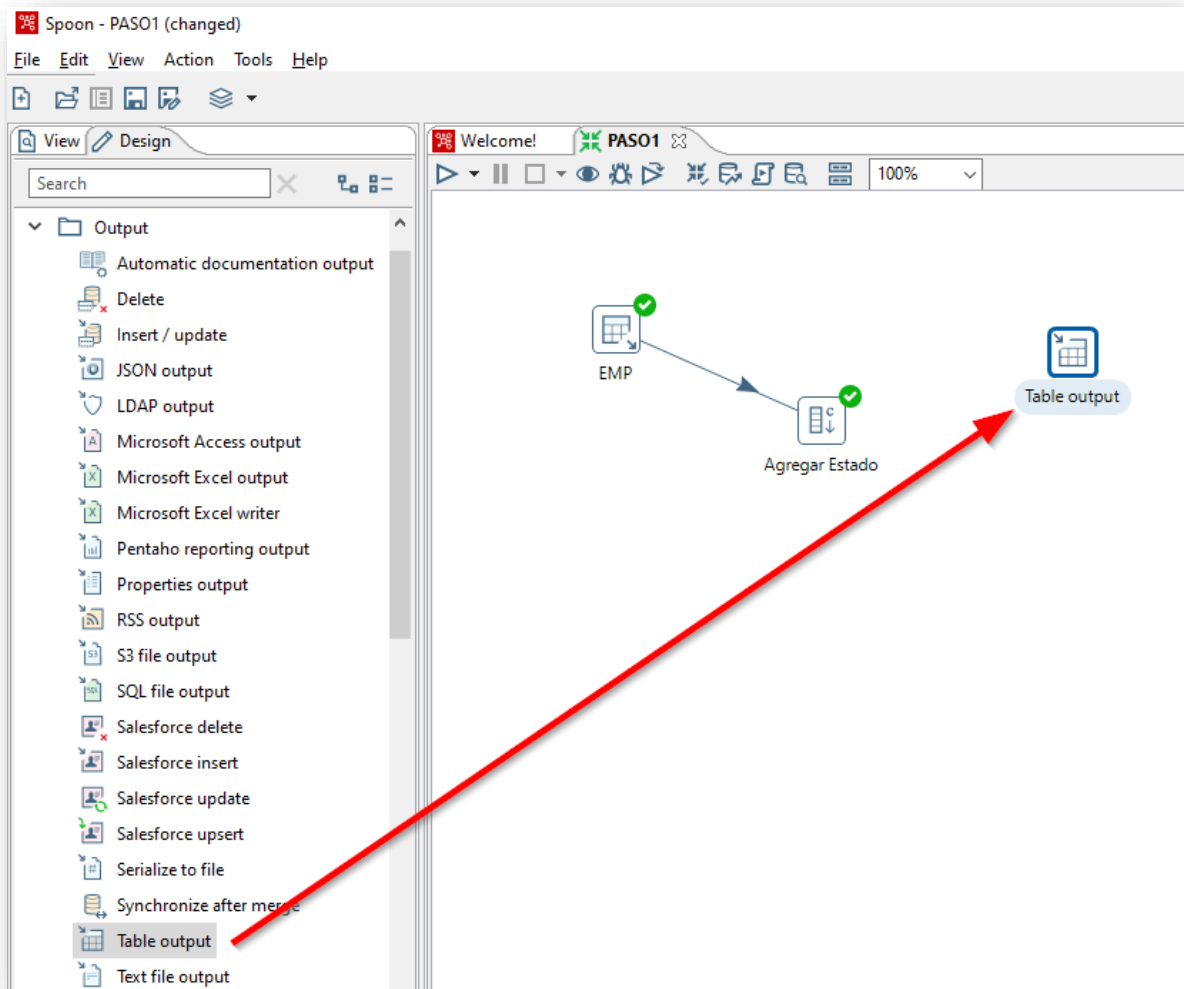 Spoon - PASO1 (changed)
File Edit View Action Tools Help
View Design
Search
Output
Automatic documentation output
Delete
Insert / update
JSON output
LDAP output
Microsoft Access output
Microsoft Excel output
Microsoft Excel writer
Pentaho reporting output
Properties output
RSS output
S3 file output
SQL file output
Salesforce delete
Salesforce insert
Salesforce update
Salesforce upsert
Serialize to file
Synchronize after merge
Table output
Text file output
Welcome! PASO1
100%
EMP
Agregar Estado
Table output